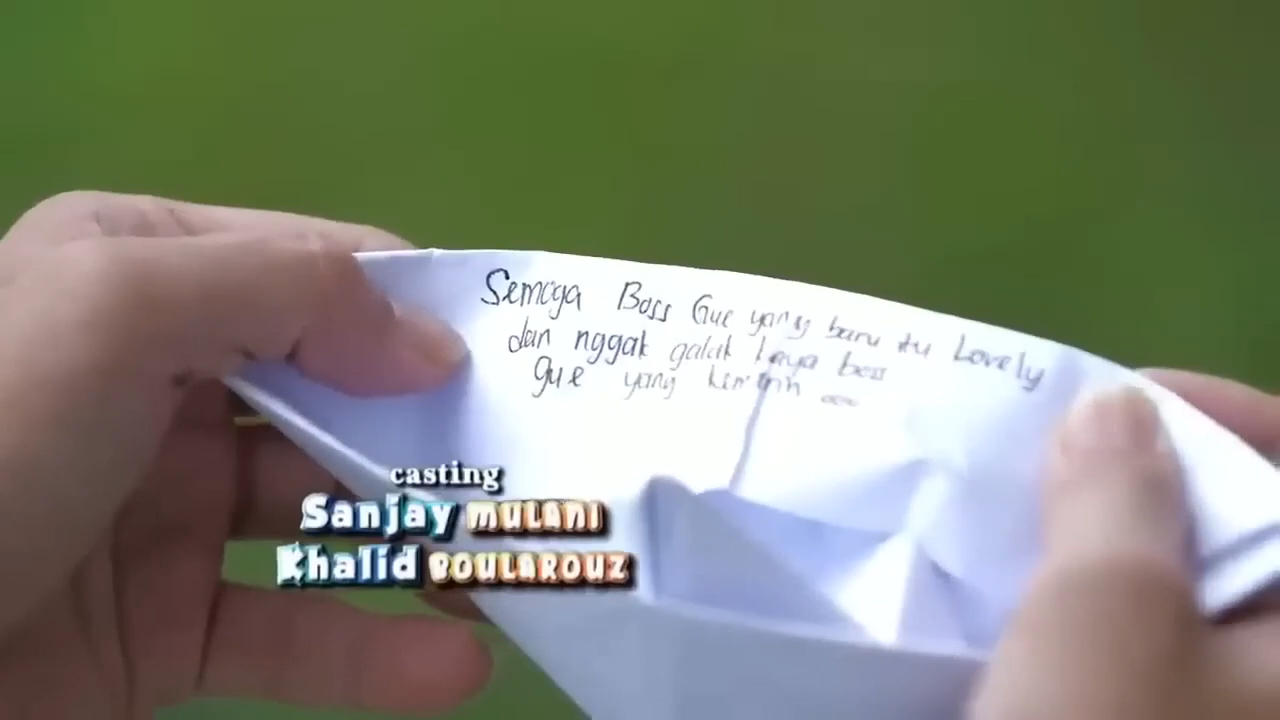 Semoga Boss Gue yang baru itu Lovely
dan nggak galak kaya boss
gue yang kemarin
casting
Sanjay MULANI
Khalid BOULAROUZ